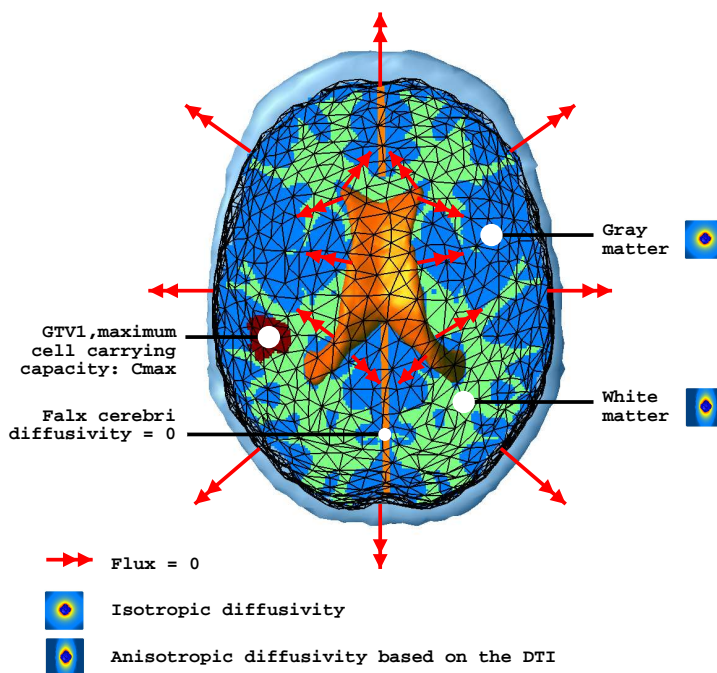 Gray
matter
GTV1,maximum
cell carrying
capacity: Cmax
Falx cerebri
diffusivity = 0
White
matter
Flux = 0
Isotropic diffusivity
Anisotropic diffusivity based on the DTI